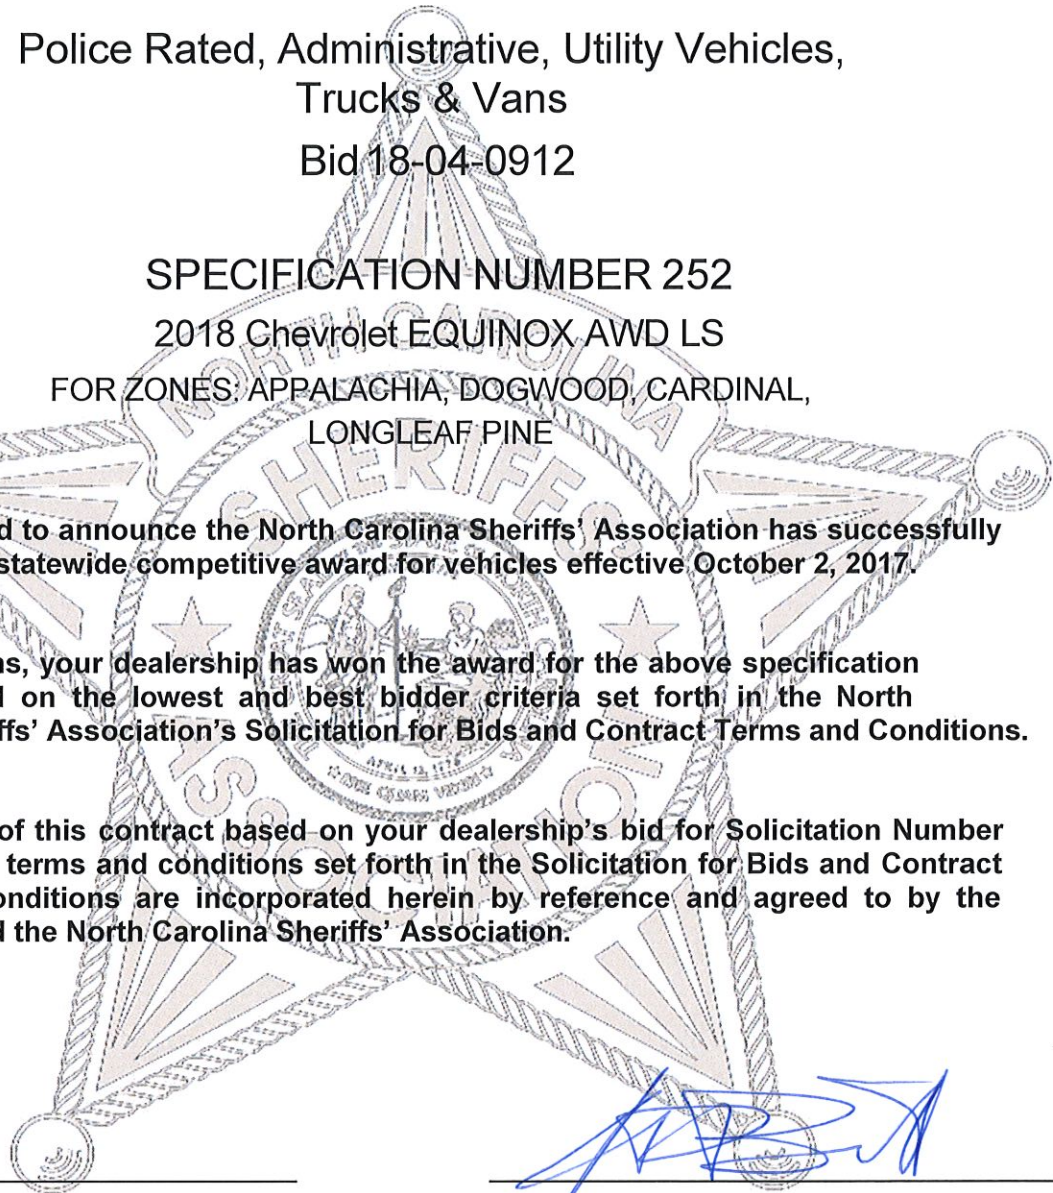 Police Rated, Administrative, Utility Vehicles,
Trucks & Vans
Bid 18-04-0912
SPECIFICATION NUMBER 252
2018 Chevrolet EQUINOX AWD LS
FOR ZONES: APPALACHIA, DOGWOOD, CARDINAL,
LONGLEAF PINE
NORTH CAROLINA
SHERIFFS
d to announce the North Carolina Sheriffs' Association has successfully
statewide competitive award for vehicles effective October 2, 2017.
ns, your dealership has won the award for the above specification
d on the lowest and best bidder criteria set forth in the North
ffs' Association's Solicitation for Bids and Contract Terms and Conditions.
ASSOCIATION
of this contract based on your dealership's bid for Solicitation Number
terms and conditions set forth in the Solicitation for Bids and Contract
onditions are incorporated herein by reference and agreed to by the
d the North Carolina Sheriffs' Association.